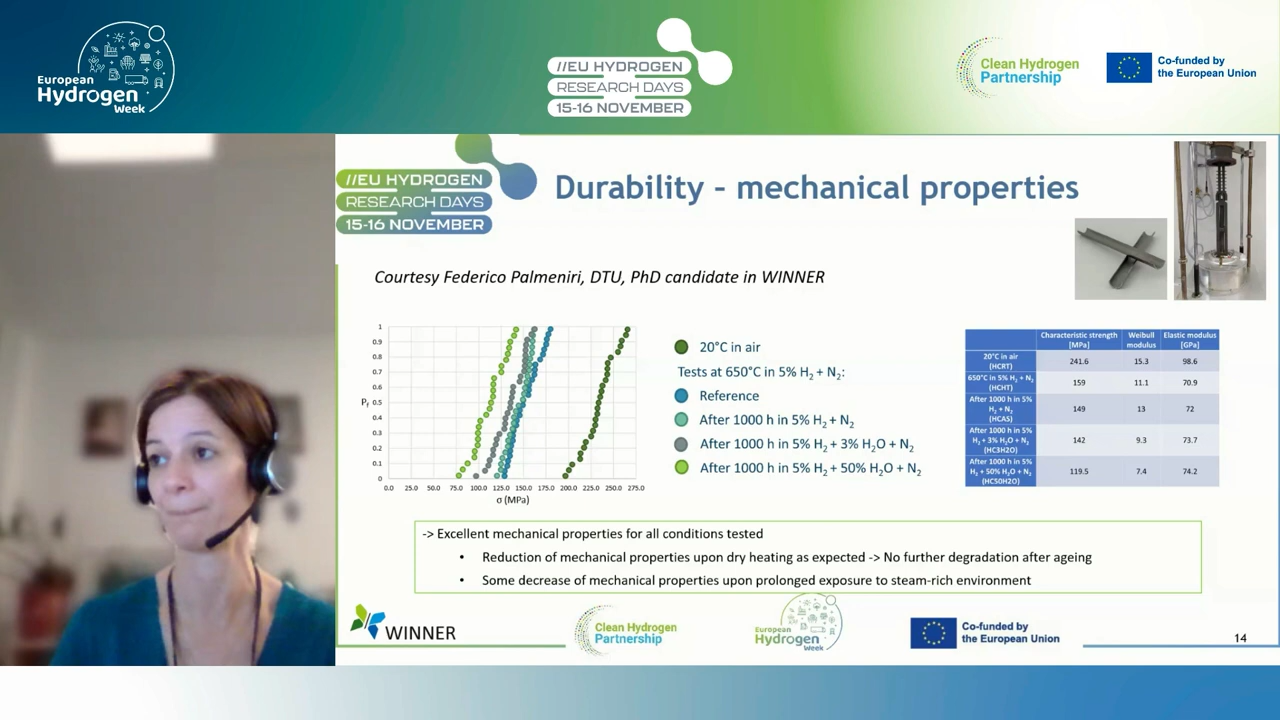 European
Hydrogen
Week
//EU HYDROGEN
RESEARCH DAYS
15-16 NOVEMBER
Clean Hydrogen
Partnership
Co-funded by
the European Union
//EU HYDROGEN
RESEARCH DAYS
15-16 NOVEMBER
Durability – mechanical properties
Courtesy Federico Palmeniri, DTU, PhD candidate in WINNER
1
0.9
0.8
0.7
0.6
Pf 0.5
0.4
0.3
0.2
0.1
0
0.0 25.0 50.0 75.0 100.0 125.0 150.0 175.0 200.0 225.0 250.0 275.0
σ (MPa)
20°C in air
Tests at 650°C in 5% H2 + N2:
Reference
After 1000 h in 5% H2 + N2
After 1000 h in 5% H2 + 3% H2O + N2
After 1000 h in 5% H2 + 50% H2O + N2
Characteristic strength [MPa] Weibull modulus Elastic modulus [GPa]
20°C in air (HCRT) 241.6 15.3 98.6
650°C in 5% H2 + N2 (HCHT) 159 11.1 70.9
After 1000 h in 5% H2 + N2 (HCAS) 149 13 72
After 1000 h in 5% H2 + 3% H2O + N2 (HC3H2O) 142 9.3 73.7
After 1000 h in 5% H2 + 50% H2O + N2 (HC50H2O) 119.5 7.4 74.2
-> Excellent mechanical properties for all conditions tested
• Reduction of mechanical properties upon dry heating as expected -> No further degradation after ageing
• Some decrease of mechanical properties upon prolonged exposure to steam-rich environment
WINNER
Clean Hydrogen
Partnership
European
Hydrogen
Week
Co-funded by
the European Union
14